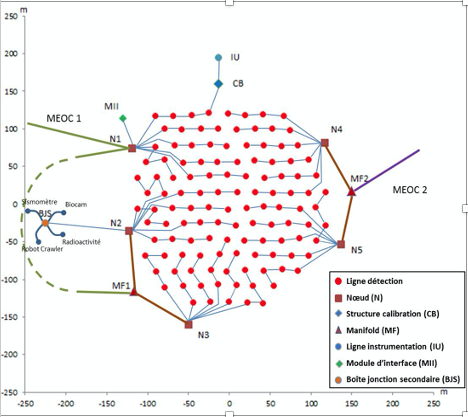 m
250
200
150
100
50
0
-50
-100
-150
-200
-250
-250 -200 -150 -100 -50 0 50 100 150 200 250
m
IU
CB
MII
MEOC 1
N1
N4
MF2
MEOC 2
Sismomètre
Biocam
BJS
N2
Radioactivité
Robot Crawler
N5
MF1
N3
Ligne détection
Nœud (N)
Structure calibration (CB)
Manifold (MF)
Ligne instrumentation (IU)
Module d'interface (MII)
Boîte jonction secondaire (BJS)